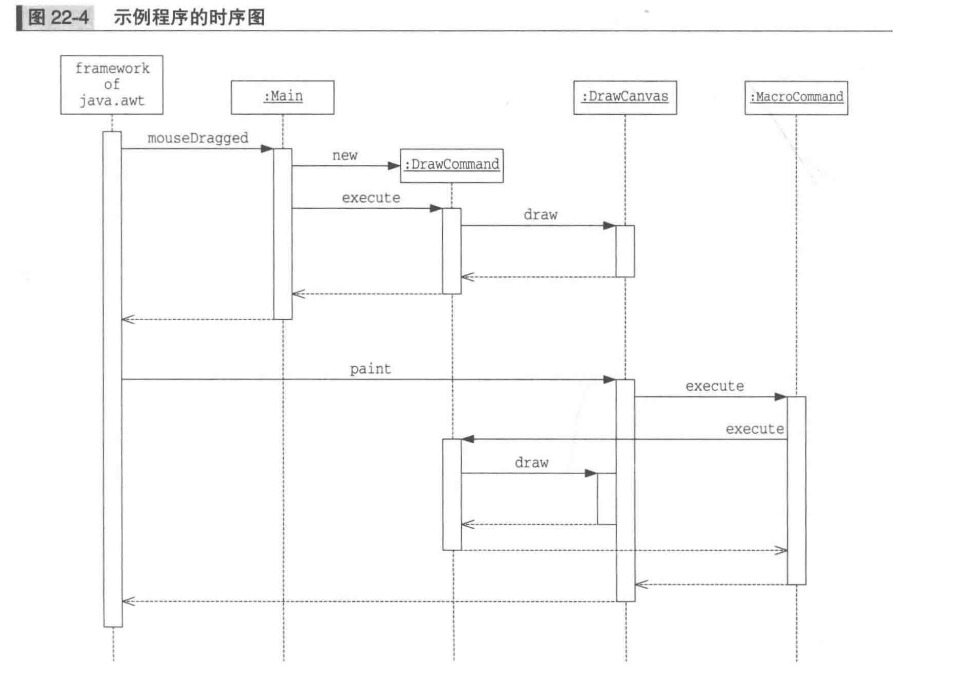 图 22-4 示例程序的时序图
framework
of
java.awt
:Main
:DrawCanvas
:MacroCommand
mouseDragged
new
:DrawCommand
execute
draw
paint
execute
execute
draw